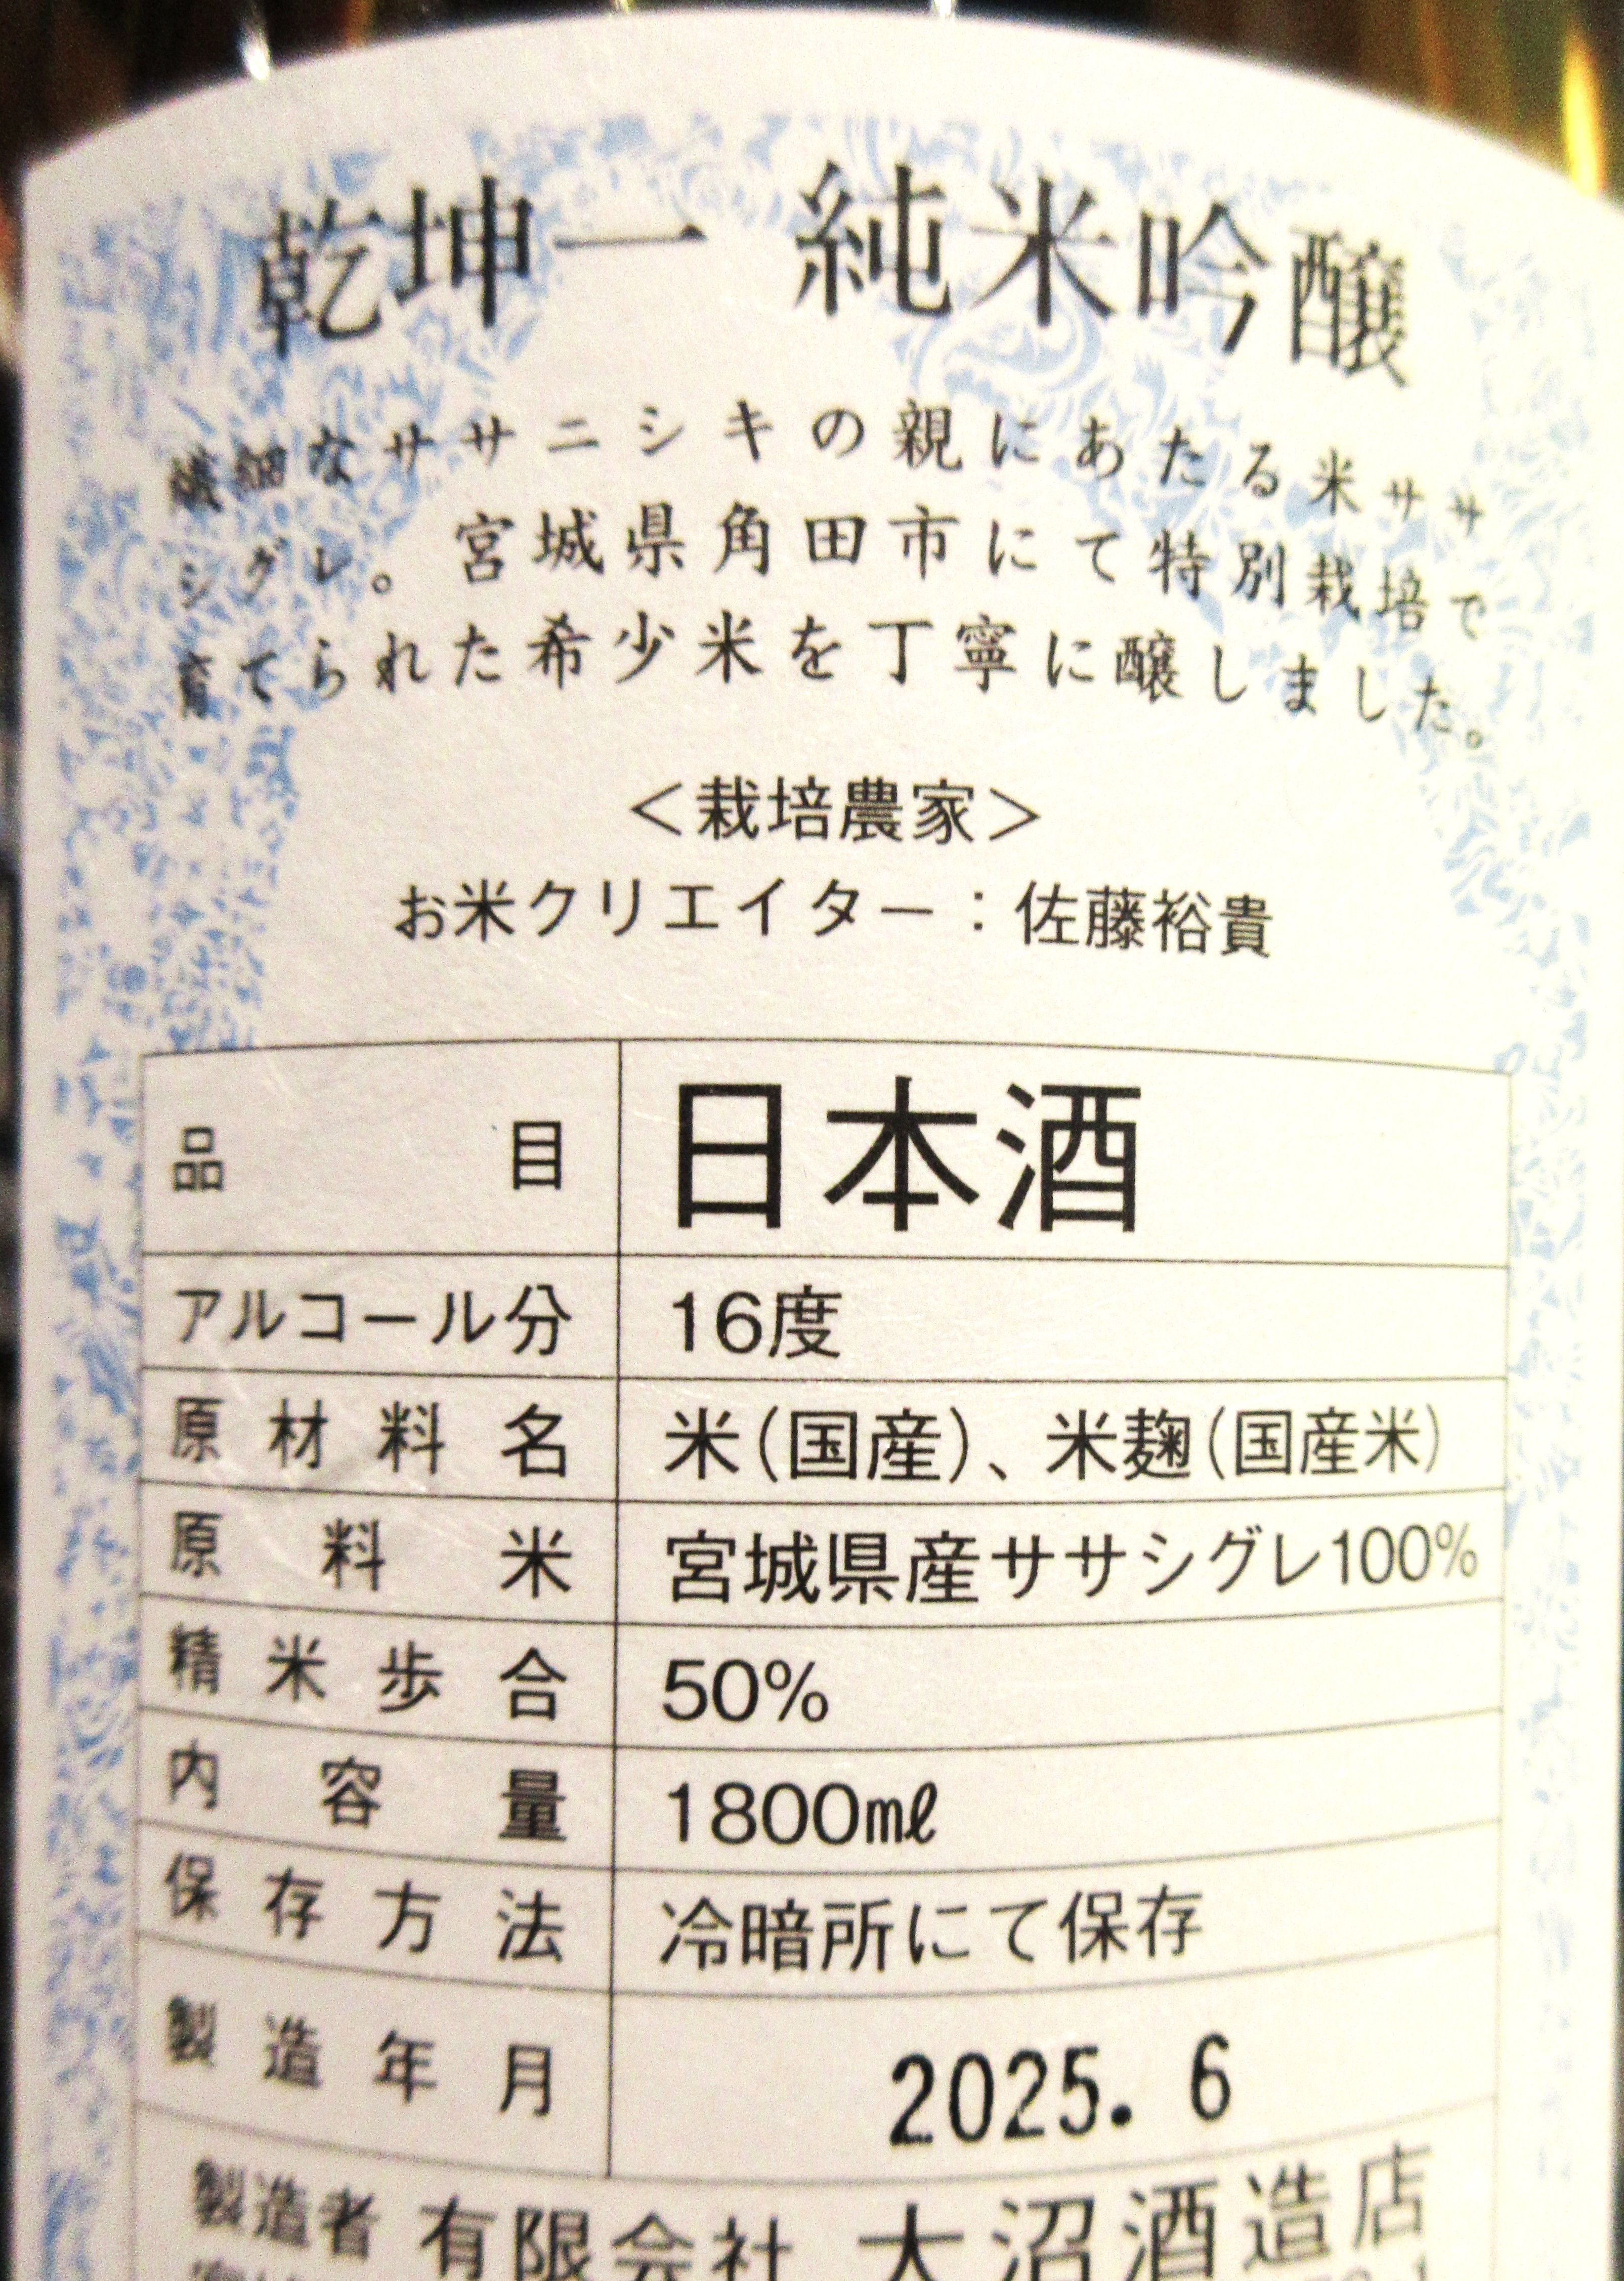 乾坤一 純米吟醸
繊細なササニシキの親にあたる米ササ
シグレ。宮城県角田市にて特別栽培で
育てられた希少米を丁寧に醸しました。
＜栽培農家＞
お米クリエイター：佐藤裕貴
品目 日本酒
アルコール分 16度
原材料名 米(国産)、米麹(国産米)
原料米 宮城県産ササシグレ100%
精米歩合 50%
内容量 1800mℓ
保存方法 冷暗所にて保存
製造年月 2025. 6
製造者 有限会社 大沼酒造店